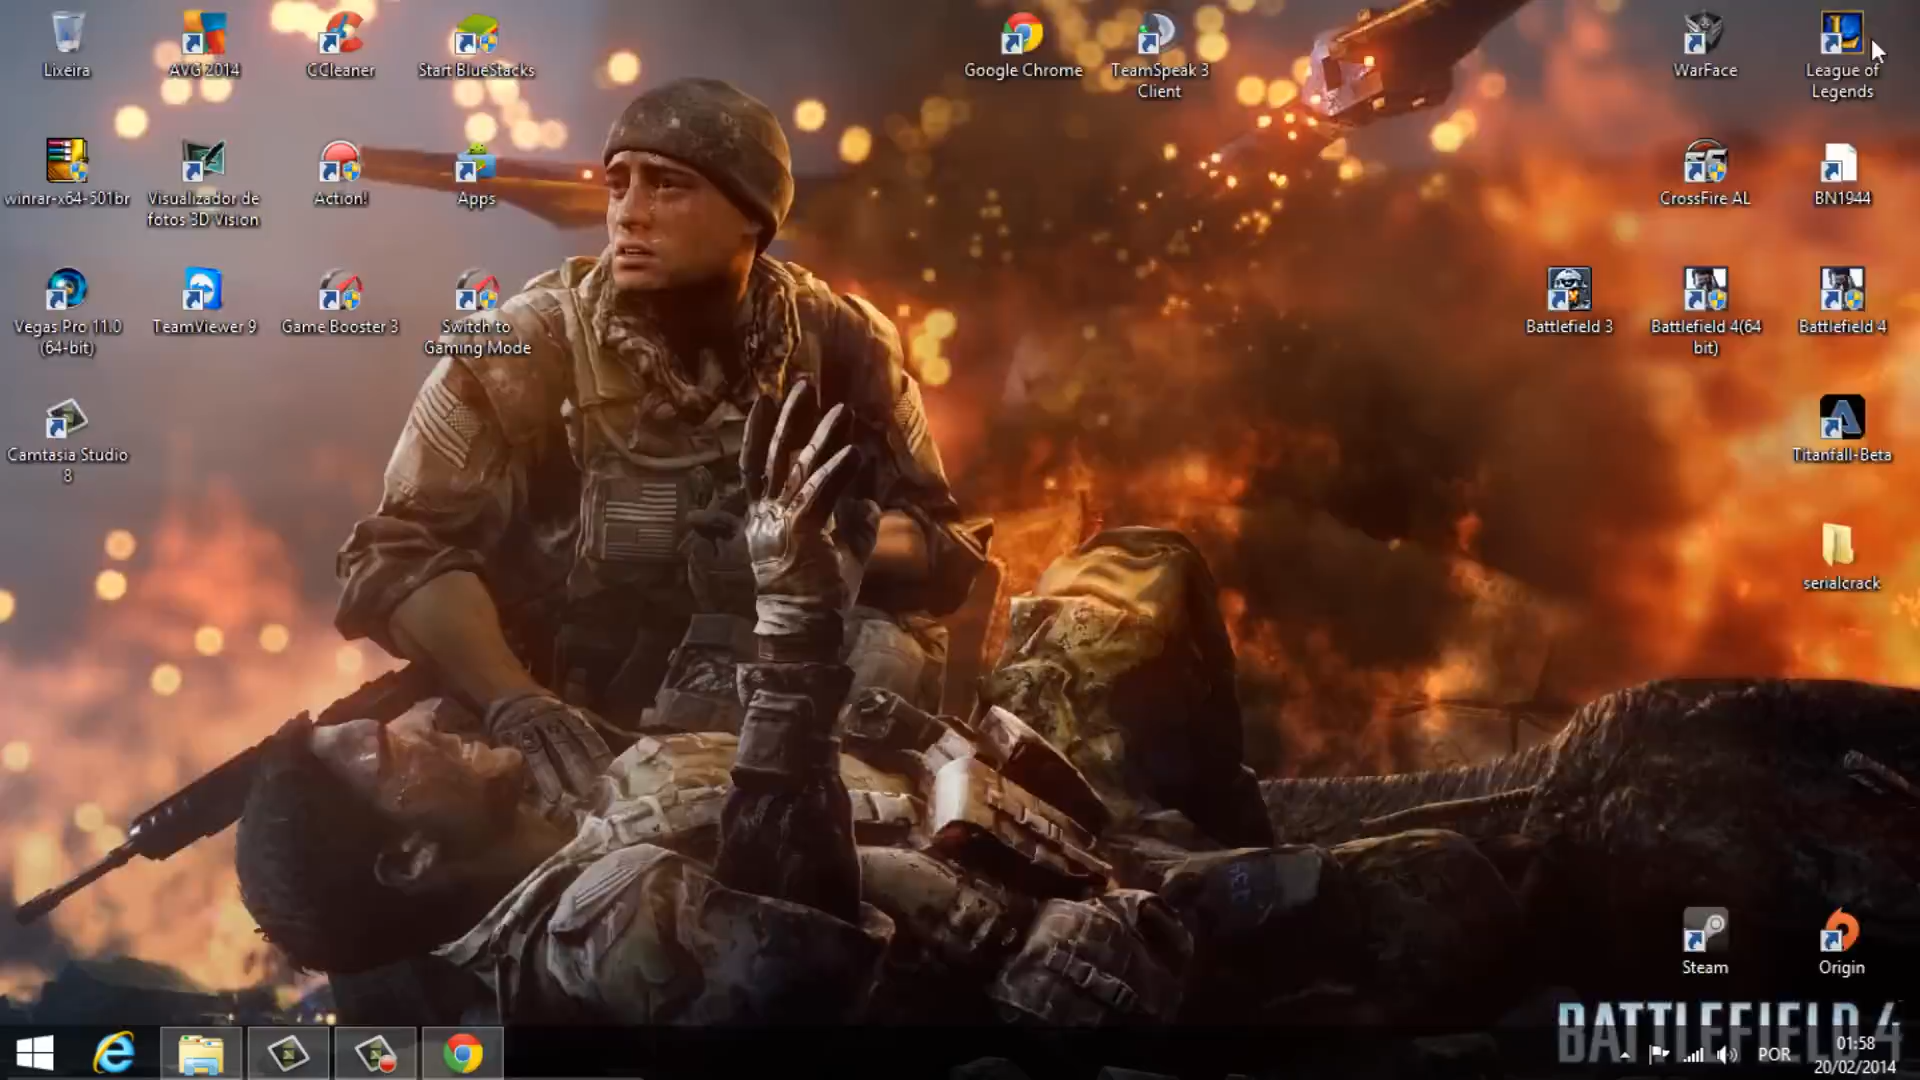 Lixeira
AVG 2014
CCleaner
Start BlueStacks
Google Chrome
TeamSpeak 3
Client
WarFace
League of
Legends
winrar-x64-501br
Visualizador de
fotos 3D Vision
Action!
Apps
CrossFire AL
BN1944
Vegas Pro 11.0
(64-bit)
TeamViewer 9
Game Booster 3
Switch to
Gaming Mode
Battlefield 3
Battlefield 4(64
bit)
Battlefield 4
Camtasia Studio
8
Titanfall-Beta
serialcrack
Steam
Origin
BATTLEFIELD 4
POR
01:58
20/02/2014